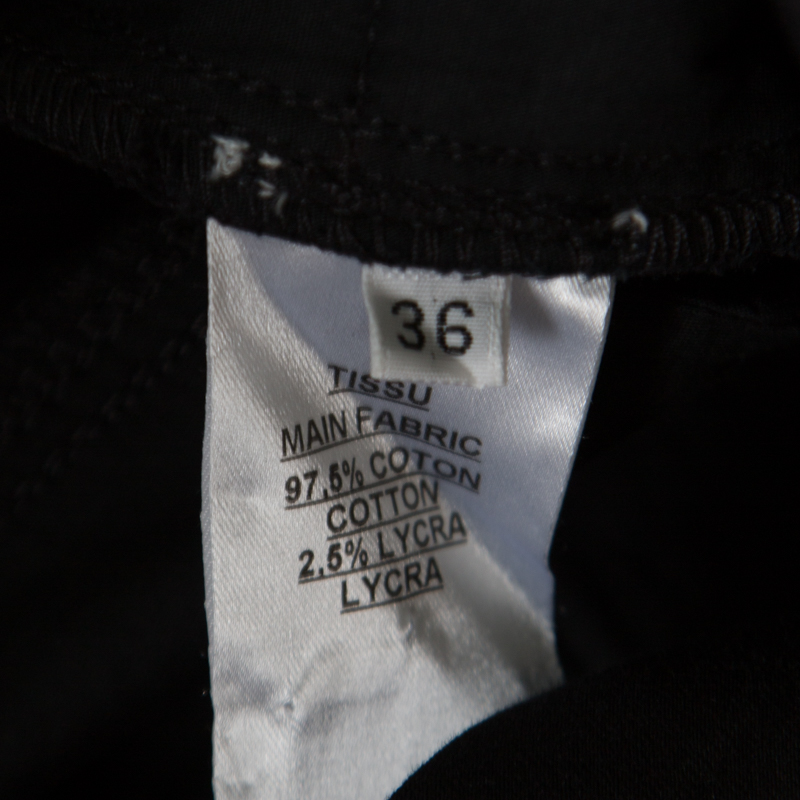 36
TISSU
MAIN FABRIC
97,5% COTON
COTTON
2,5% LYCRA
LYCRA